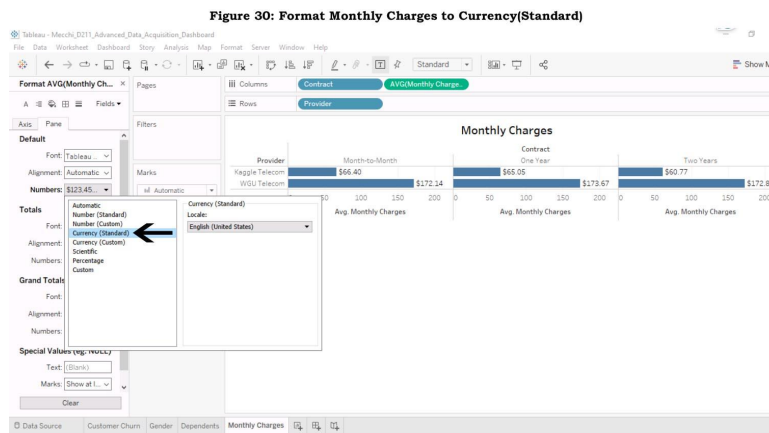 Figure 30: Format Monthly Charges to Currency(Standard)
Tableau - Mecchi_D211_Advanced_Data_Acquisition_Dashboard
File Data Worksheet Dashboard Story Analysis Map Format Server Window Help
Standard
Show M
Format AVG(Monthly Ch...
Pages
Columns
Contract
AVG(Monthly Charge..
Fields
Rows
Provider
Axis Pane
Filters
Default
Font: Tableau ...
Alignment: Automatic
Numbers: $123.45...
Marks
Automatic
Monthly Charges
Contract
Provider Month-to-Month One Year Two Years
Kaggle Telecom $66.40 $65.05 $60.77
WGU Telecom $172.14 $173.67 $172.8
50 100 150 200 0 50 100 150 200 0 50 100 150 200
Avg. Monthly Charges Avg. Monthly Charges Avg. Monthly Charges
Automatic
Number (Standard)
Number (Custom)
Currency (Standard)
Currency (Custom)
Scientific
Percentage
Custom
Currency (Standard)
Locale:
English (United States)
Totals
Font:
Alignment:
Numbers:
Grand Totals
Font:
Alignment:
Numbers:
Special Values (eg. NULL)
Text: (Blank)
Marks: Show at I...
Clear
Data Source Customer Churn Gender Dependents Monthly Charges